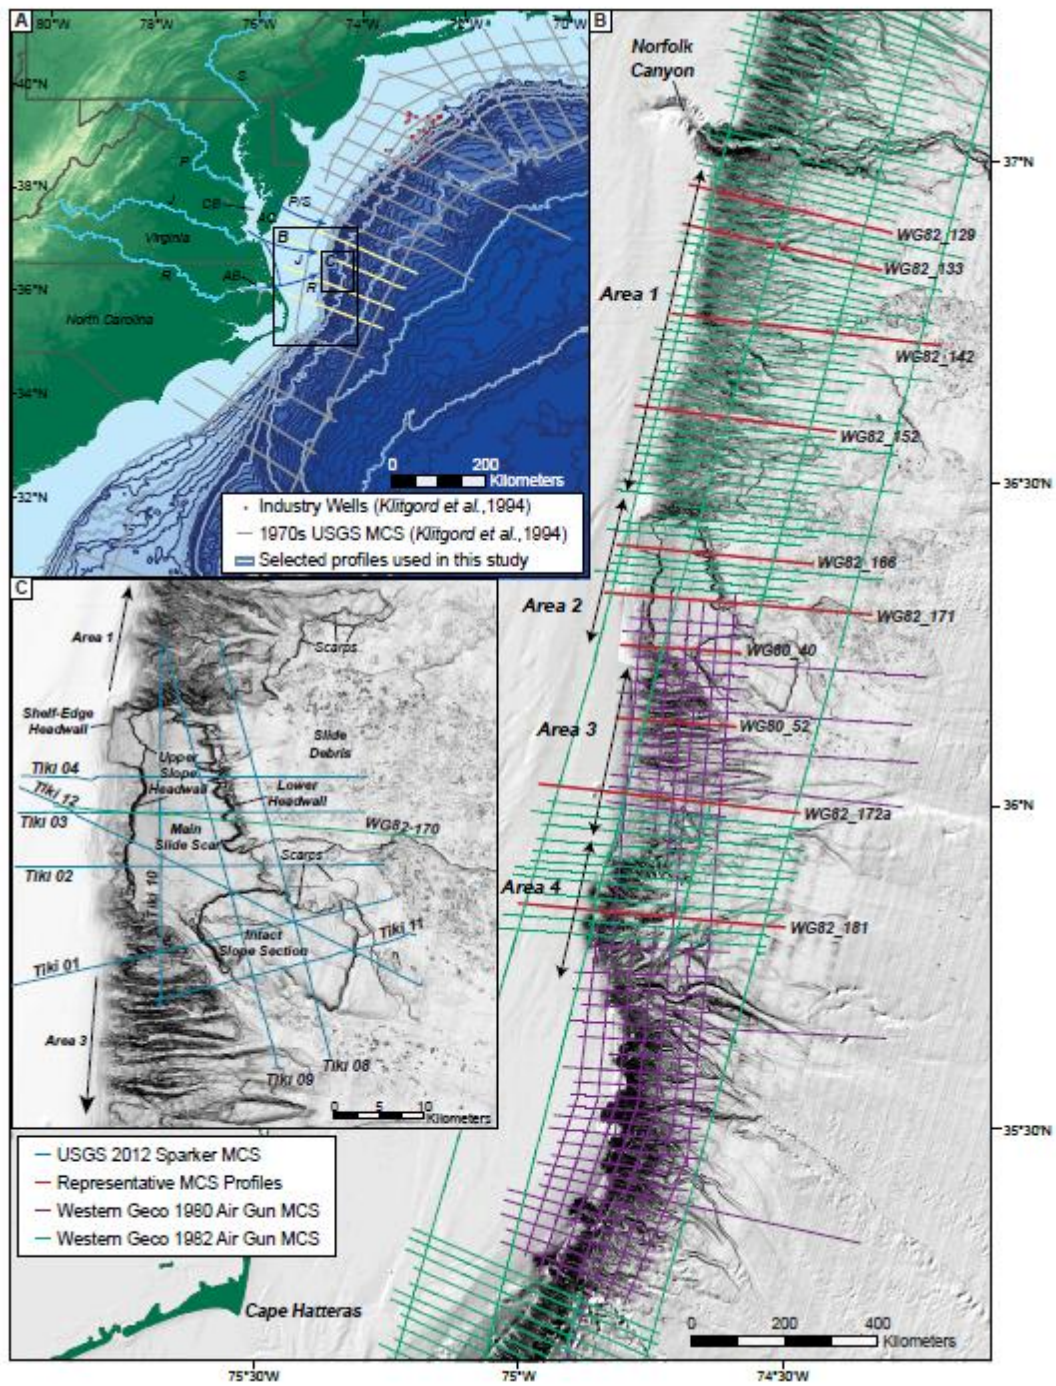 A
80°W
78°W
76°W
74°W
72°W
70°W
40°N
38°N
36°N
34°N
32°N
S
P
J
CB
AC
P/S
Virginia
B
J
C
R
AB
R
North Carolina
0 200
Kilometers
Industry Wells (Klitgord et al.,1994)
1970s USGS MCS (Klitgord et al.,1994)
Selected profiles used in this study
B
Norfolk
Canyon
37°N
WG82_129
WG82_133
Area 1
WG82_142
WG82_152
36°30'N
WG82_166
Area 2
WG82_171
WG80_40
Area 3
WG80_52
36°N
WG82_172a
Area 4
WG82_181
35°30'N
0 100 200 400
Kilometers
C
Area 1
Scarps
Shelf-Edge
Headwall
Slide
Debris
Upper
Slope
Headwall
Tiki 04
Lower
Headwall
Tiki 12
Tiki 03
WG82-170
Main
Slide Scar
Scarps
Tiki 02
Tiki 10
Tiki 11
Intact
Slope Section
Tiki 01
Area 3
Tiki 08
Tiki 09
0 5 10
Kilometers
USGS 2012 Sparker MCS
Representative MCS Profiles
Western Geco 1980 Air Gun MCS
Western Geco 1982 Air Gun MCS
Cape Hatteras
75°30'W
75°W
74°30'W